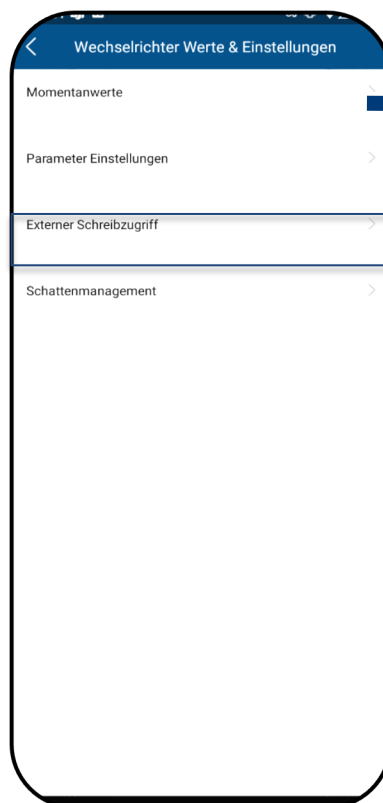 Wechselrichter Werte & Einstellungen
Momentanwerte
Parameter Einstellungen
Externer Schreibzugriff
Schattenmanagement